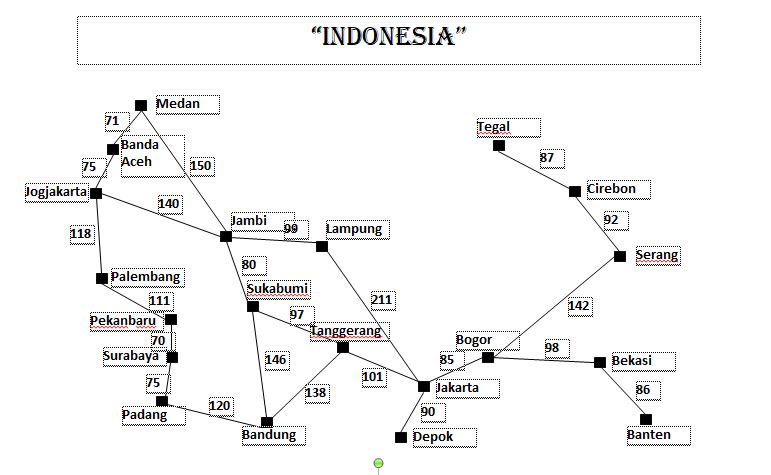 “INDONESIA”
Medan
71
Tegal
Banda
Aceh
87
75
150
Jogjakarta
Cirebon
140
Jambi
92
118
99
Lampung
Serang
80
Palembang
Sukabumi
111
211
142
Pekanbaru
97
Tanggerang
70
Bogor
98
Surabaya
146
85
Bekasi
101
75
138
Jakarta
86
120
90
Padang
Bandung
Depok
Banten